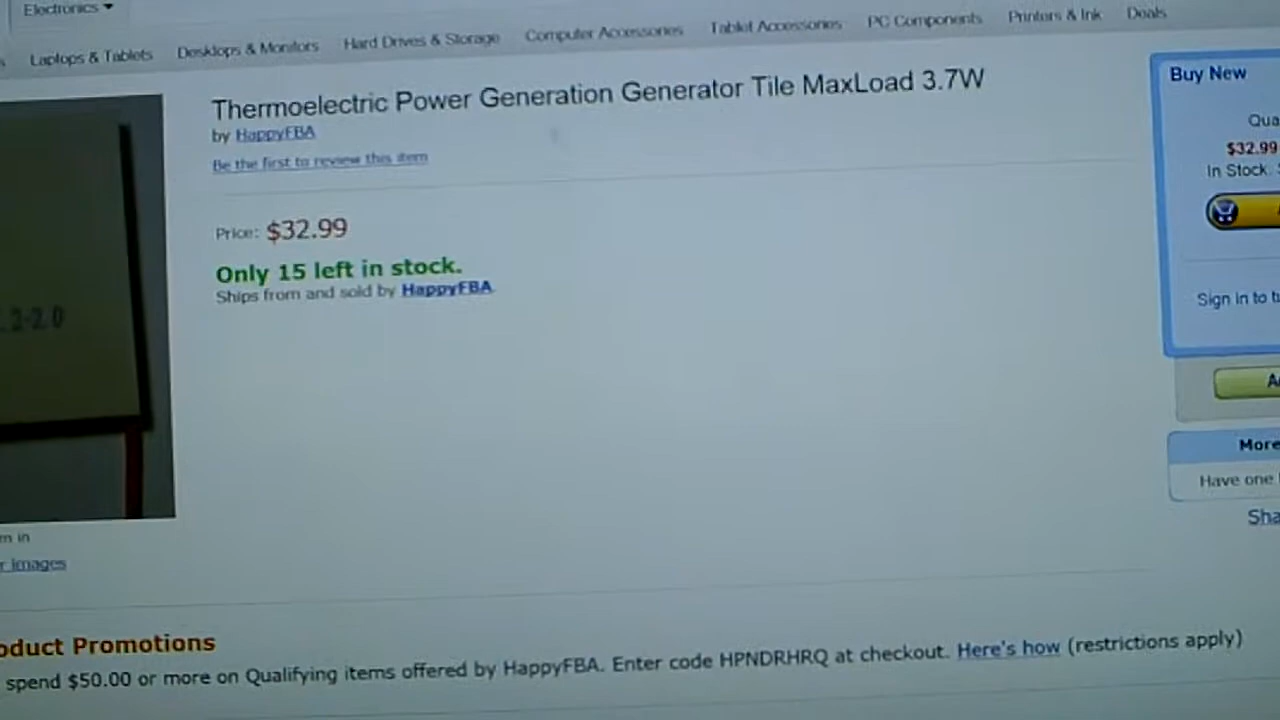 Electronics
Laptops & Tablets Desktops & Monitors Hard Drives & Storage Computer Accessories Tablet Accessories PC Components Printers & Ink Deals
Thermoelectric Power Generation Generator Tile MaxLoad 3.7W
by HappyFBA
Be the first to review this item
Price: $32.99
Only 15 left in stock.
Ships from and sold by HappyFBA
Buy New
$32.99
In Stock.
Sign in to
More
Have one
2-2.0
m in
images
oduct Promotions
spend $50.00 or more on Qualifying items offered by HappyFBA. Enter code HPNDRHRQ at checkout. Here's how (restrictions apply)